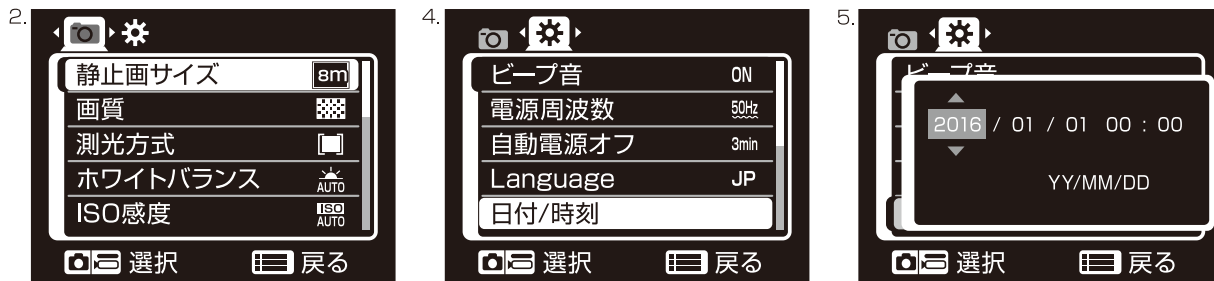 2.
静止画サイズ 8m
画質
測光方式
ホワイトバランス AUTO
ISO感度 ISO AUTO
選択 戻る
4.
ビープ音 ON
電源周波数 50Hz
自動電源オフ 3min
Language JP
日付/時刻
選択 戻る
5.
ビープ音
2016 / 01 / 01 00 : 00
YY/MM/DD
選択 戻る